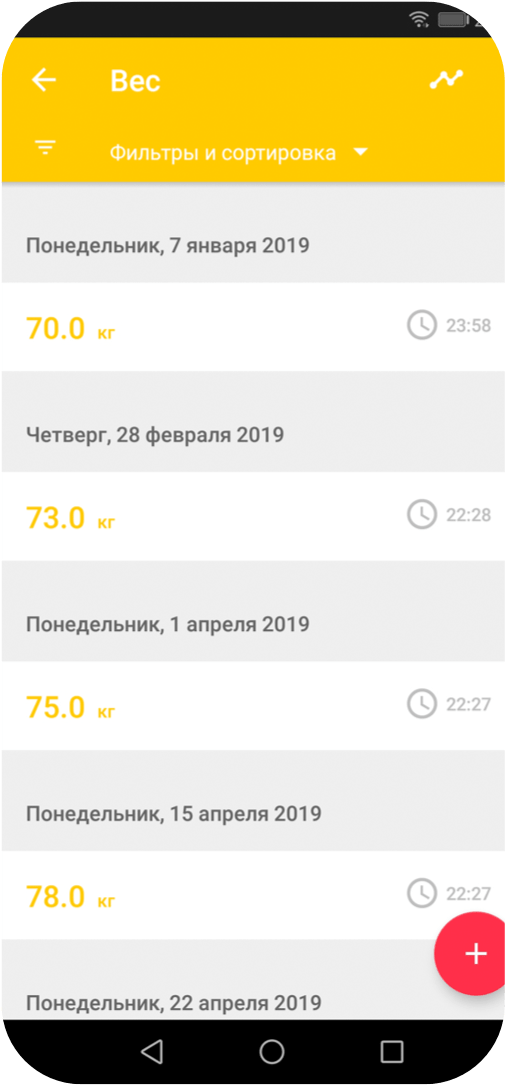 Вес
Фильтры и сортировка
Понедельник, 7 января 2019
70.0 кг 23:58
Четверг, 28 февраля 2019
73.0 кг 22:28
Понедельник, 1 апреля 2019
75.0 кг 22:27
Понедельник, 15 апреля 2019
78.0 кг 22:27
Понедельник, 22 апреля 2019